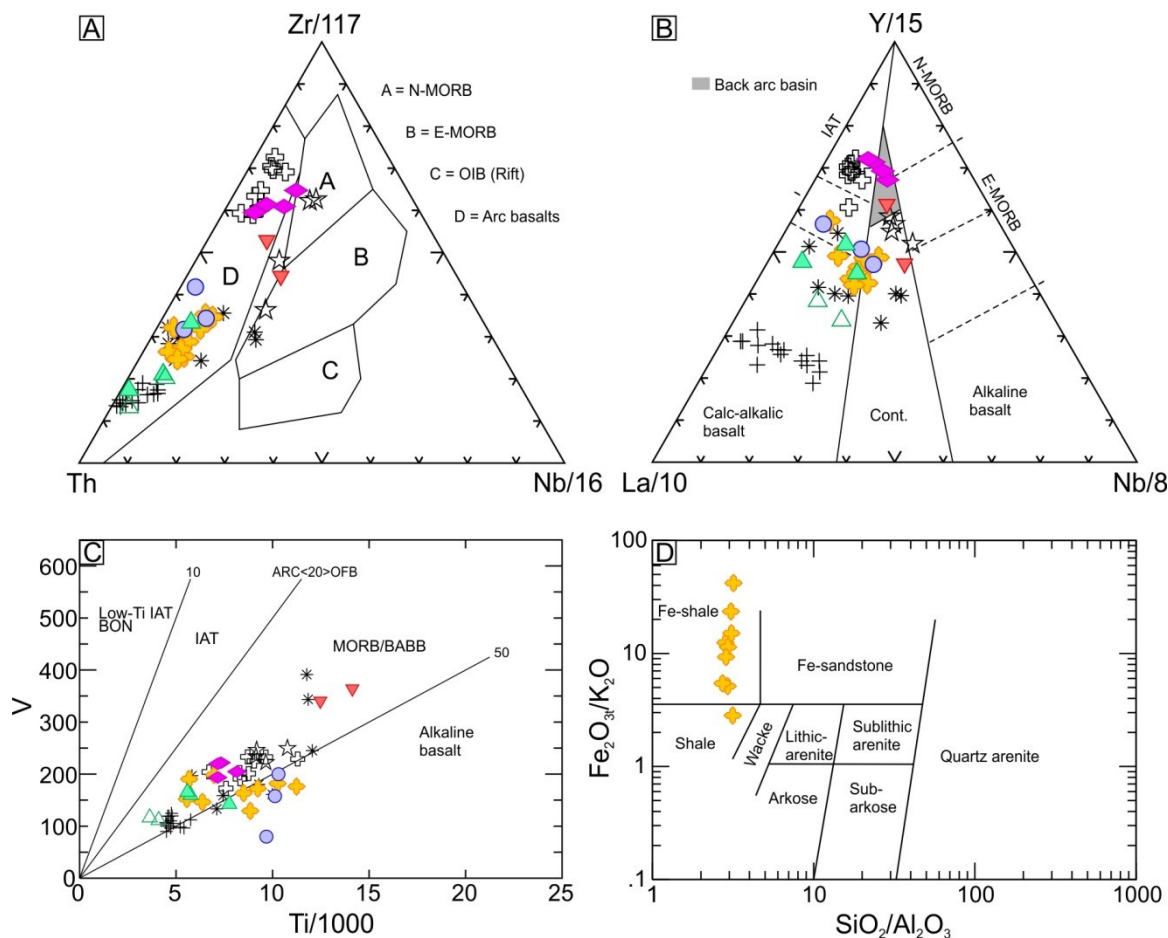 A
Zr/117
A = N-MORB
B = E-MORB
C = OIB (Rift)
D = Arc basalts
A
B
C
D
Th
Nb/16
B
Y/15
Back arc basin
N-MORB
IAT
E-MORB
Calc-alkalic
basalt
Cont.
Alkaline
basalt
La/10
Nb/8
C
600
500
400
300
200
100
0
V
10
ARC<20>OFB
Low-Ti IAT
BON
IAT
MORB/BABB
50
Alkaline
basalt
0
5
10
15
20
25
Ti/1000
D
100
10
1
.1
Fe₂O₃t/K₂O
Fe-shale
Fe-sandstone
Shale
Wacke
Lithic-
arenite
Sublithic
arenite
Quartz arenite
Arkose
Sub-
arkose
1
10
100
1000
SiO₂/Al₂O₃